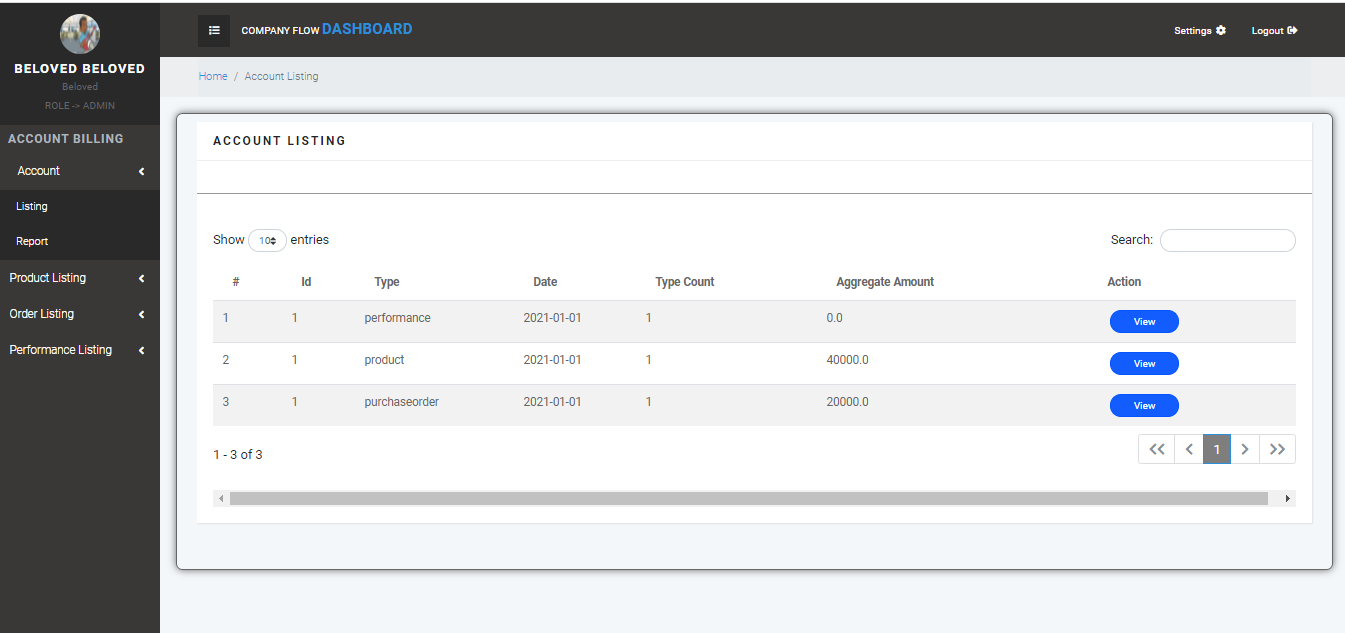 BELOVED BELOVED
Beloved
ROLE -> ADMIN
ACCOUNT BILLING
Account
Listing
Report
Product Listing
Order Listing
Performance Listing
COMPANY FLOW DASHBOARD
Settings
Logout
Home / Account Listing
ACCOUNT LISTING
Show 10 entries
Search:
# Id Type Date Type Count Aggregate Amount Action
1 1 performance 2021-01-01 1 0.0 View
2 1 product 2021-01-01 1 40000.0 View
3 1 purchaseorder 2021-01-01 1 20000.0 View
1 - 3 of 3
<< < 1 > >>